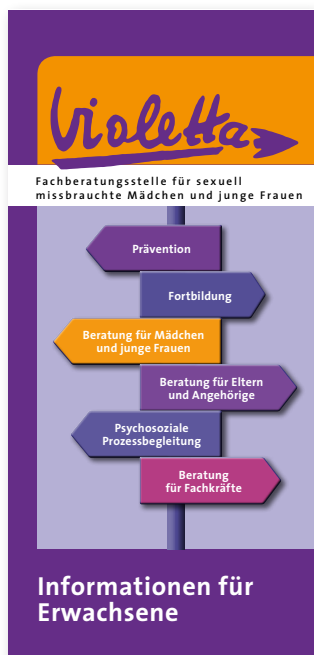 Violetta
Fachberatungsstelle für sexuell
missbrauchte Mädchen und junge Frauen
Prävention
Fortbildung
Beratung für Mädchen
und junge Frauen
Beratung für Eltern
und Angehörige
Psychosoziale
Prozessbegleitung
Beratung
für Fachkräfte
Informationen für
Erwachsene